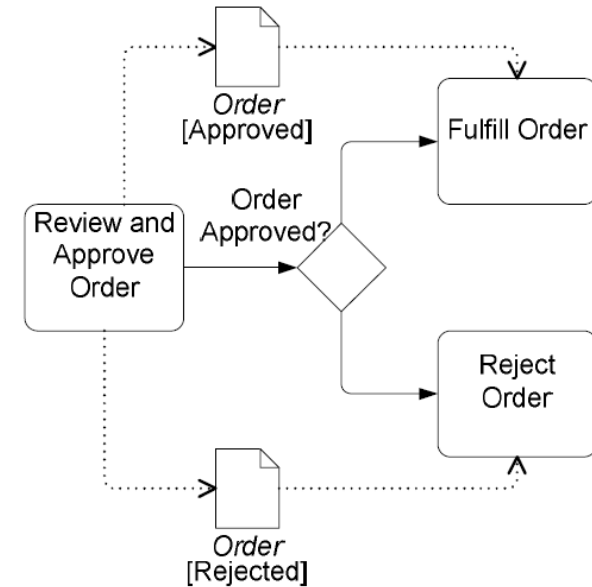 Order
[Approved]
Fulfill Order
Review and
Approve
Order
Order
Approved?
Reject
Order
Order
[Rejected]